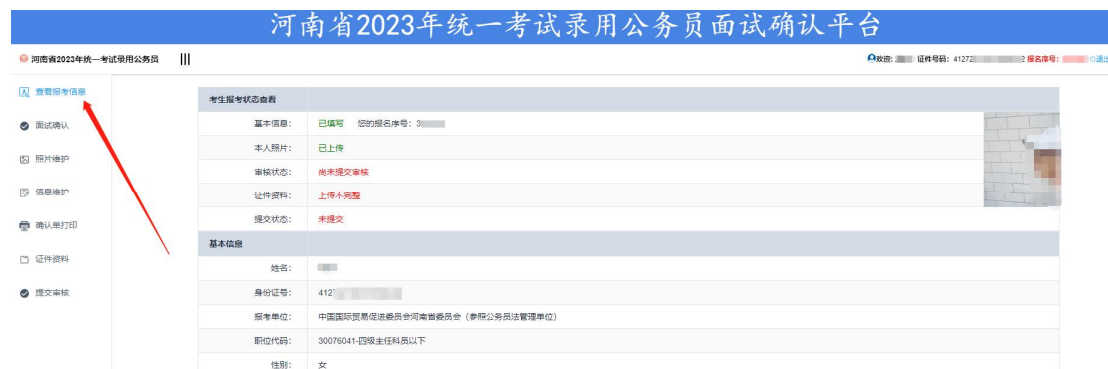 河南省2023年统一考试录用公务员面试确认平台
河南省2023年统一考试录用公务员
欢迎: 证件号码: 41272 2 报名序号: 退出
查看报考信息
面试确认
照片维护
信息维护
确认单打印
证件资料
提交审核
考生报考状态查看
基本信息: 已填写 您的报名序号: 3
本人照片: 已上传
审核状态: 尚未提交审核
证件资料: 上传不完整
提交状态: 未提交
基本信息
姓名:
身份证号: 412
报考单位: 中国国际贸易促进委员会河南省委员会（参照公务员法管理单位）
职位代码: 30076041-四级主任科员以下
性别: 女